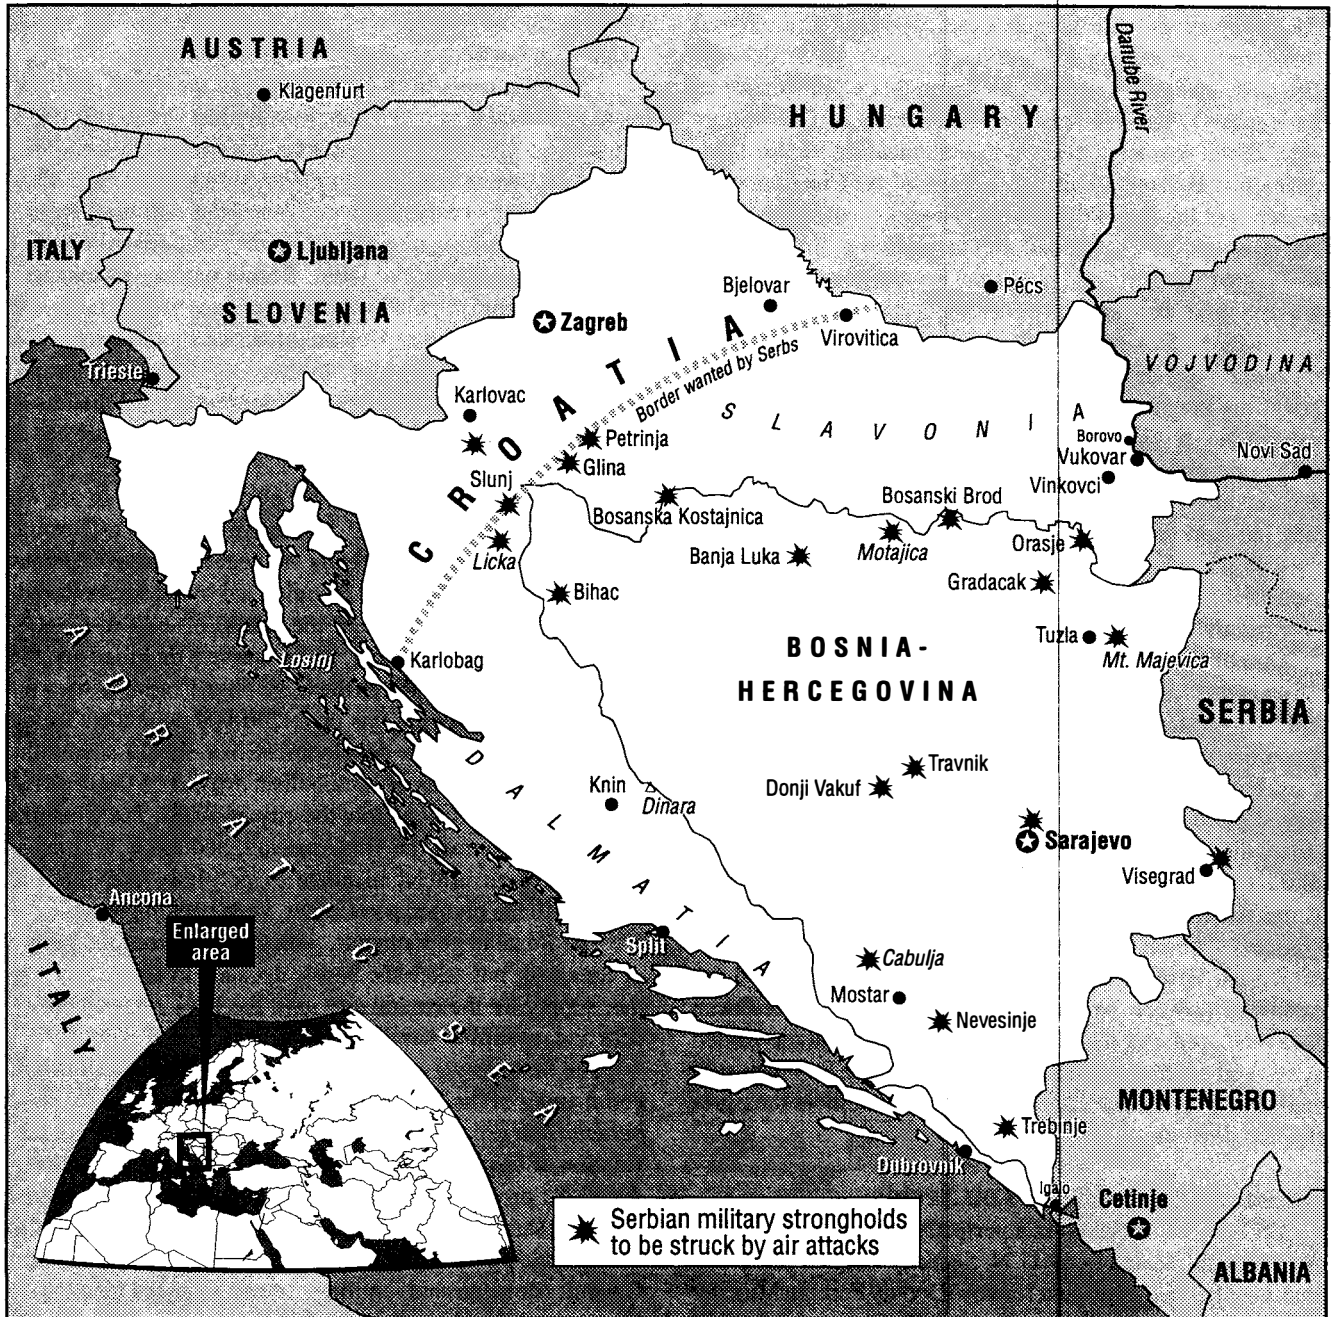 AUSTRIA
Klagenfurt
HUNGARY
Danube River
ITALY
Ljubljana
SLOVENIA
Trieste
Zagreb
Bjelovar
Virovitica
Pécs
VOJVODINA
Novi Sad
CROATIA
Border wanted by Serbs
SLAVONIA
Karlovac
Petrinja
Glina
Slunj
Licka
Bosanska Kostajnica
Bosanski Brod
Borovo
Vukovar
Vinkovci
Banja Luka
Motajica
Orasje
Gradacak
Bihac
Tuzla
Mt. Majevica
Losinj
Karlobag
BOSNIA-
HERCEGOVINA
SERBIA
ADRIATIC SEA
DALMATIA
Knin
Dinara
Travnik
Donji Vakuf
Sarajevo
Visegrad
Ancona
ITALY
Enlarged
area
Split
Cabulja
Mostar
Nevesinje
MONTENEGRO
Trebinje
Dubrovnik
Igalo
Cetinje
ALBANIA
Serbian military strongholds
to be struck by air attacks